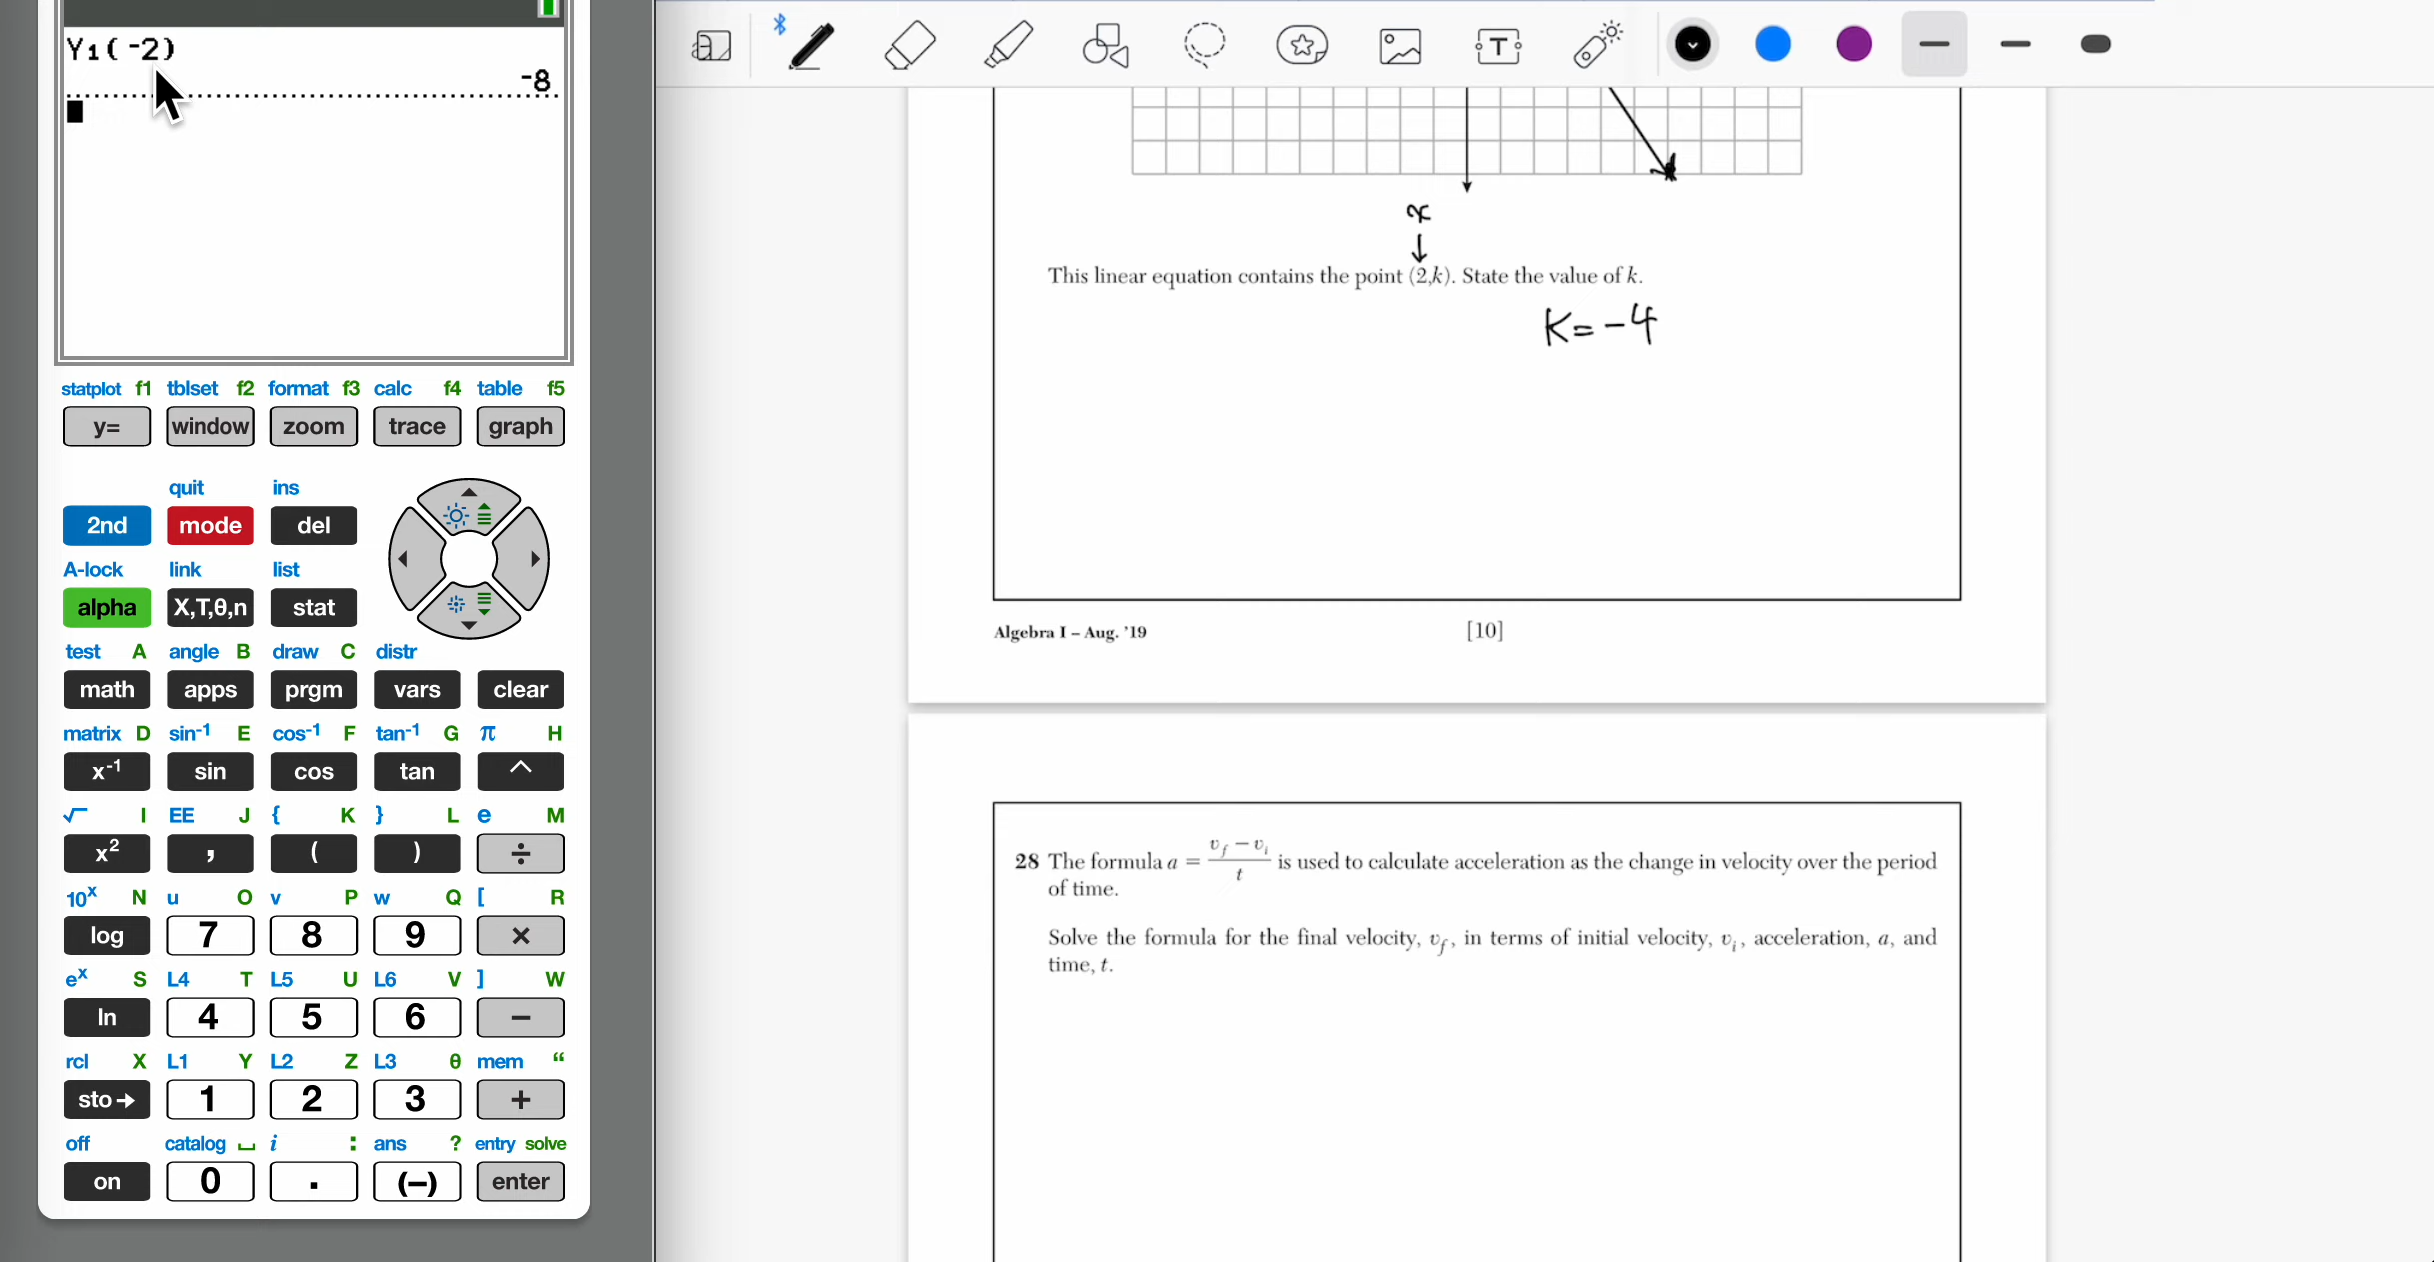 Y₁(-2)
-8
statplot f1 tblset f2 format f3 calc f4 table f5
y= window zoom trace graph
quit ins
2nd mode del
A-lock link list
alpha X,T,θ,n stat
test A angle B draw C distr
math apps prgm vars clear
matrix D sin⁻¹ E cos⁻¹ F tan⁻¹ G π H
x⁻¹ sin cos tan ^
√ I EE J { K } L e M
x² , ( ) ÷
10ˣ N u O v P w Q [ R
log 7 8 9 ×
eˣ S L4 T L5 U L6 V ] W
ln 4 5 6 −
rcl X L1 Y L2 Z L3 θ mem “
sto→ 1 2 3 +
off catalog ⎵ i : ans ? entry solve
on 0 . (−) enter
a T
x
↓
This linear equation contains the point (2,k). State the value of k.
K = -4
Algebra I – Aug. ’19 [10]
28 The formula a = (v_f − v_i)/t is used to calculate acceleration as the change in velocity over the period
of time.
Solve the formula for the final velocity, v_f, in terms of initial velocity, v_i, acceleration, a, and
time, t.